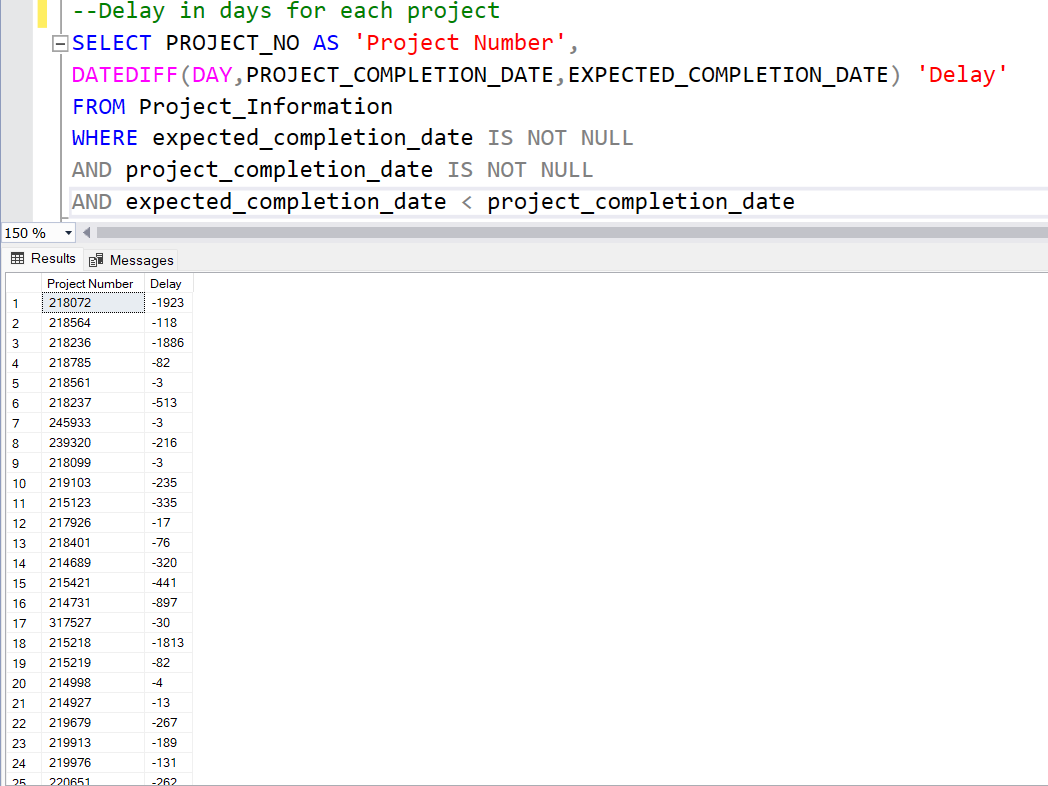 --Delay in days for each project
SELECT PROJECT_NO AS 'Project Number',
DATEDIFF(DAY,PROJECT_COMPLETION_DATE,EXPECTED_COMPLETION_DATE) 'Delay'
FROM Project_Information
WHERE expected_completion_date IS NOT NULL
AND project_completion_date IS NOT NULL
AND expected_completion_date < project_completion_date
150 %
Results Messages
Project Number Delay
1 218072 -1923
2 218564 -118
3 218236 -1886
4 218785 -82
5 218561 -3
6 218237 -513
7 245933 -3
8 239320 -216
9 218099 -3
10 219103 -235
11 215123 -335
12 217926 -17
13 218401 -76
14 214689 -320
15 215421 -441
16 214731 -897
17 317527 -30
18 215218 -1813
19 215219 -82
20 214998 -4
21 214927 -13
22 219679 -267
23 219913 -189
24 219976 -131
25 220651 -262